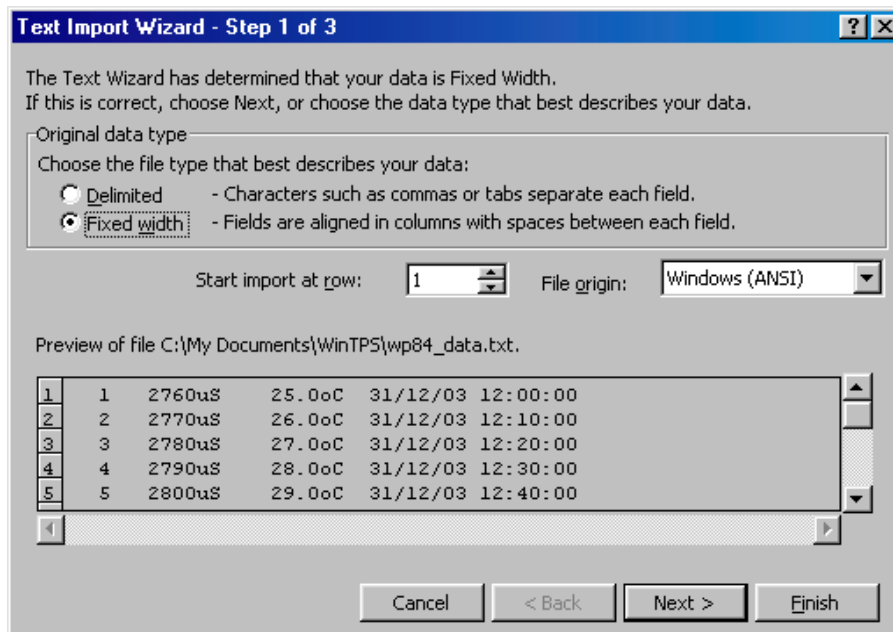 Text Import Wizard - Step 1 of 3
The Text Wizard has determined that your data is Fixed Width.
If this is correct, choose Next, or choose the data type that best describes your data.
Original data type
Choose the file type that best describes your data:
Delimited - Characters such as commas or tabs separate each field.
Fixed width - Fields are aligned in columns with spaces between each field.
Start import at row: 1 File origin: Windows (ANSI)
Preview of file C:\My Documents\WinTPS\wp84_data.txt.
1 1 2760uS 25.0oC 31/12/03 12:00:00
2 2 2770uS 26.0oC 31/12/03 12:10:00
3 3 2780uS 27.0oC 31/12/03 12:20:00
4 4 2790uS 28.0oC 31/12/03 12:30:00
5 5 2800uS 29.0oC 31/12/03 12:40:00
Cancel < Back Next > Finish